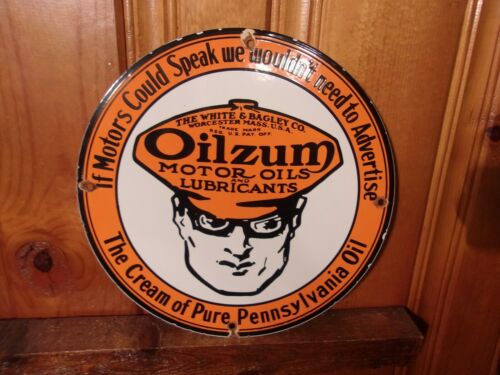 If Motors Could Speak we wouldn't need to Advertise
THE WHITE & BAGLEY CO.
WORCESTER MASS. U.S.A.
TRADE MARK
REG. U.S. PAT. OFF.
Oilzum
MOTOR OILS
AND
LUBRICANTS
The Cream of Pure Pennsylvania Oil